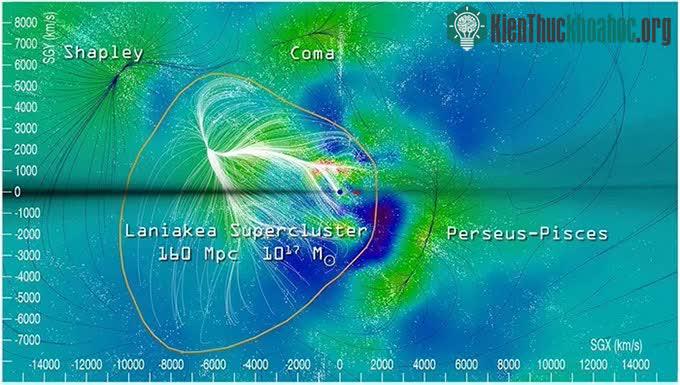 KienThuckhoahoc.org
8000
7000
6000
5000
4000
3000
2000
1000
0
-1000
-2000
-3000
-4000
-5000
-6000
-7000
SGY (km/s)
Shapley
Coma
Laniakea Supercluster
160 Mpc 10¹⁷ M☉
Perseus-Pisces
SGX (km/s)
-14000 -12000 -10000 -8000 -6000 -4000 -2000 0 2000 4000 6000 8000 10000 12000 14000